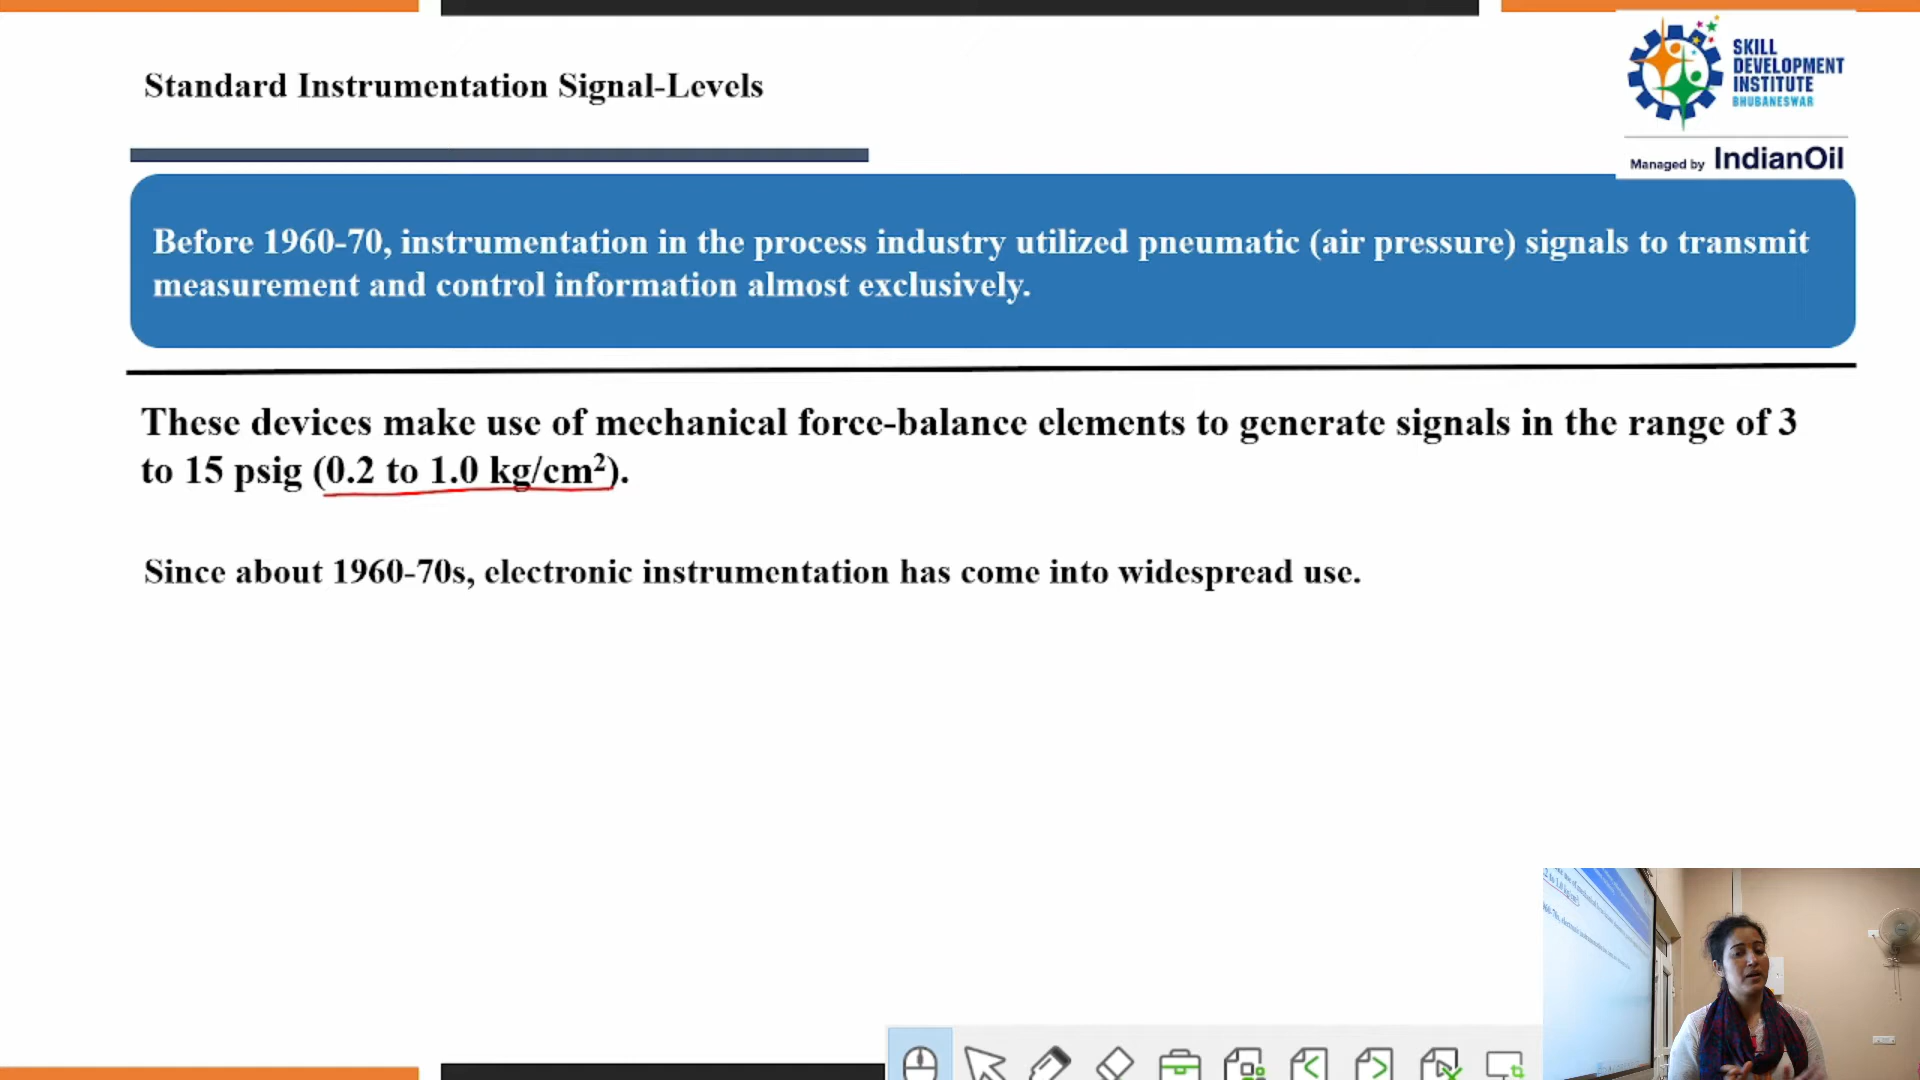 Standard Instrumentation Signal-Levels
SKILL
DEVELOPMENT
INSTITUTE
BHUBANESWAR
Managed by IndianOil
Before 1960-70, instrumentation in the process industry utilized pneumatic (air pressure) signals to transmit
measurement and control information almost exclusively.
These devices make use of mechanical force-balance elements to generate signals in the range of 3
to 15 psig (0.2 to 1.0 kg/cm²).
Since about 1960-70s, electronic instrumentation has come into widespread use.